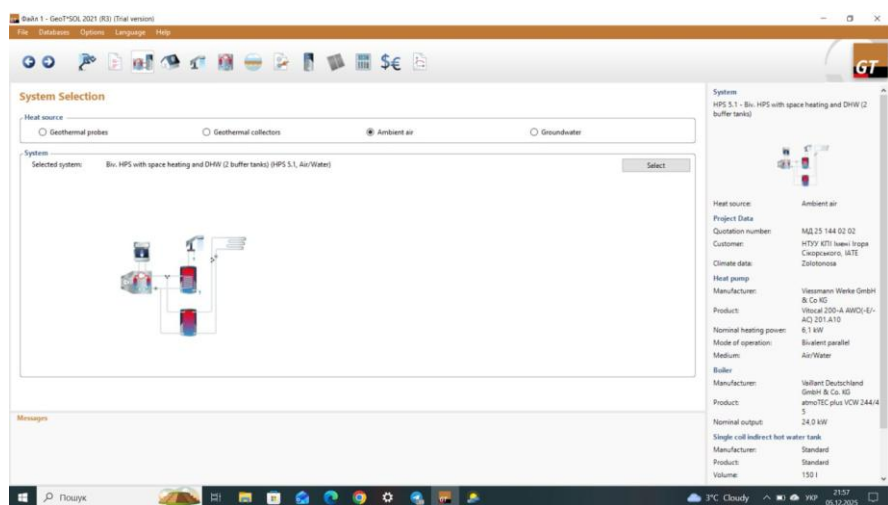 Файл 1 - GeoT*SOL 2021 (R3) (Trial version)
File Databases Options Language Help
$€
GT
System Selection
Heat source
Geothermal probes Geothermal collectors Ambient air Groundwater
System
Selected system: Biv. HPS with space heating and DHW (2 buffer tanks) (HPS 5.1, Air/Water) Select
Messages
System
HPS 5.1 - Biv. HPS with space heating and DHW (2
buffer tanks)
Heat source: Ambient air
Project Data
Quotation number: МД 25 144 02 02
Customer: НТУУ КПІ Імені Ігоря
Сікорського, ІАТЕ
Climate data: Zolotonosa
Heat pump
Manufacturer: Viessmann Werke GmbH
& Co KG
Product: Vitocal 200-A AWO(-E/-
AC) 201.A10
Nominal heating power: 6,1 kW
Mode of operation: Bivalent parallel
Medium: Air/Water
Boiler
Manufacturer: Vaillant Deutschland
GmbH & Co. KG
Product: atmoTEC plus VCW 244/4
5
Nominal output: 24,0 kW
Single coil indirect hot water tank
Manufacturer: Standard
Product: Standard
Volume: 150 l
Пошук
3°C Cloudy УКР 21:57
05.12.2025